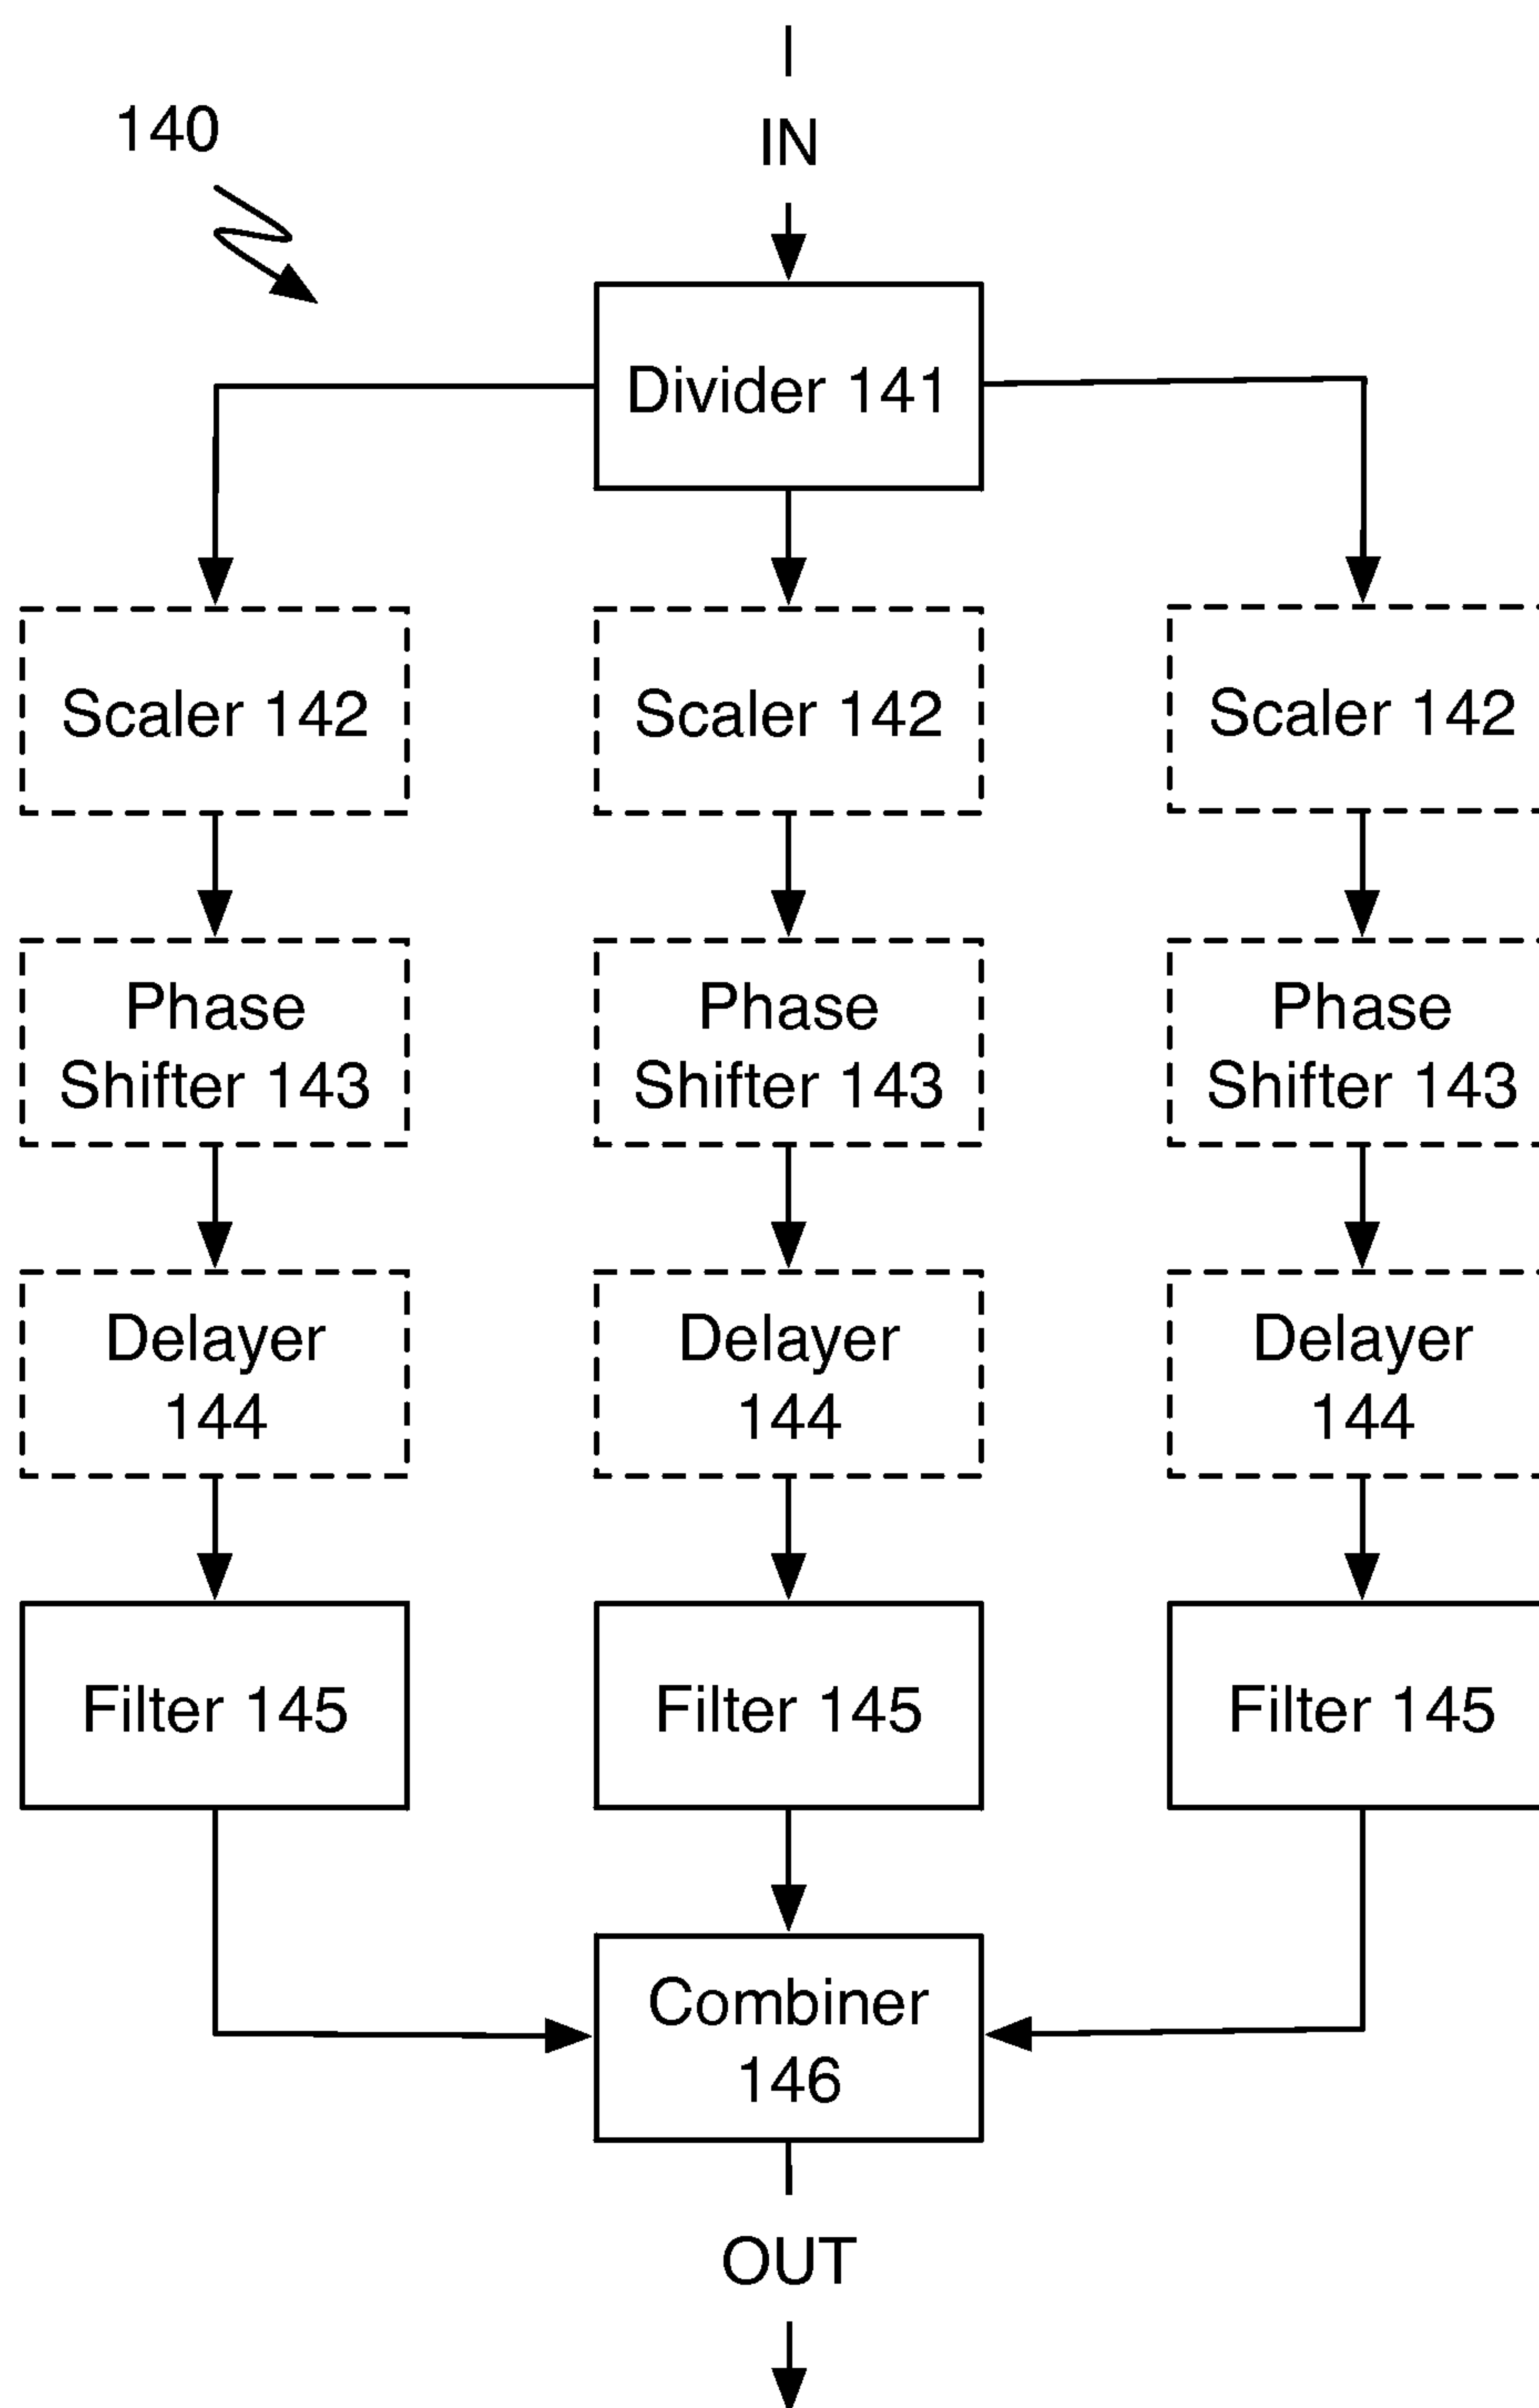 140
IN
Divider 141
Scaler 142
Scaler 142
Scaler 142
Phase
Shifter 143
Phase
Shifter 143
Phase
Shifter 143
Delayer
144
Delayer
144
Delayer
144
Filter 145
Filter 145
Filter 145
Combiner
146
OUT